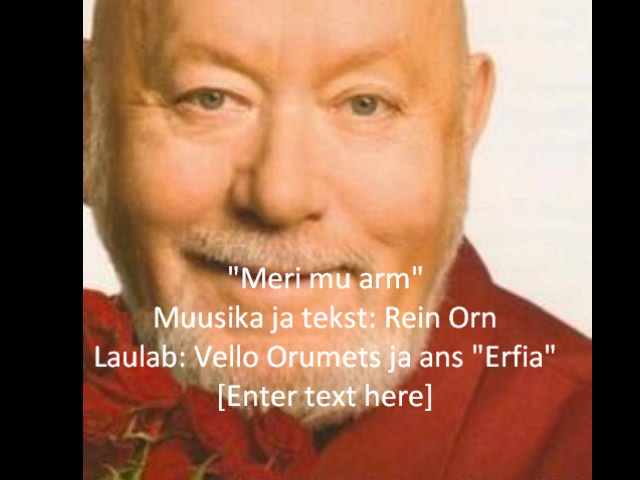 "Meri mu arm"
Muusika ja tekst: Rein Orn
Laulab: Vello Orumets ja ans "Erfia"
[Enter text here]